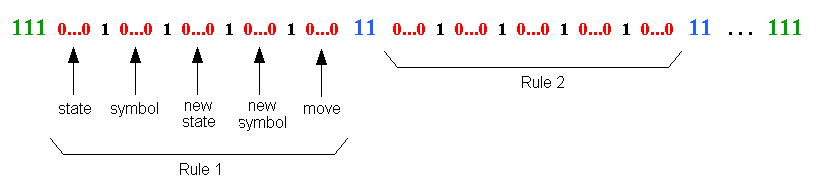 111 0...0 1 0...0 1 0...0 1 0...0 1 0...0 11 0...0 1 0...0 1 0...0 1 0...0 1 0...0 11 ... 111
state symbol new state new symbol move
Rule 2
Rule 1